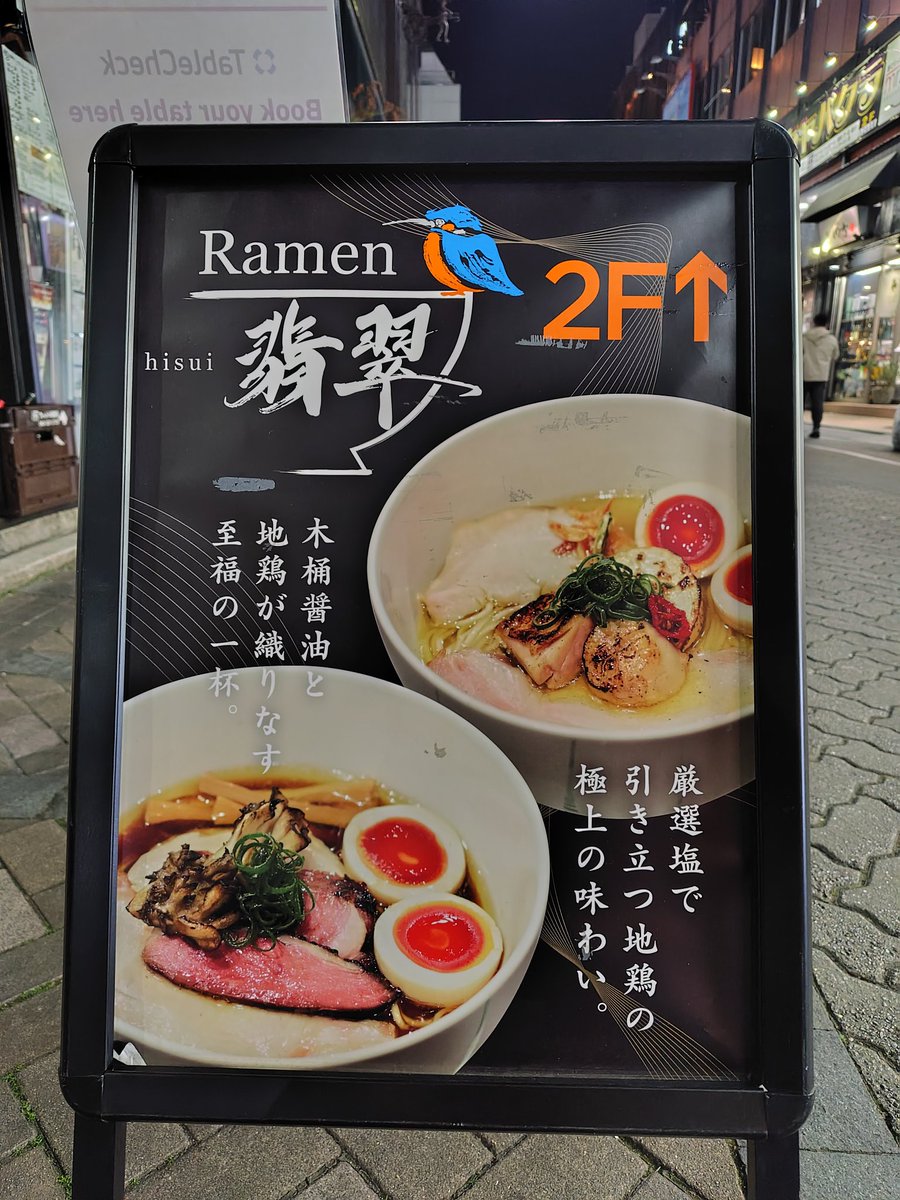 TableCheck
Book your table here
Ramen
2F↑
hisui
翡翠
木桶醤油と
地鶏が織りなす
至福の一杯。
厳選塩で
引き立つ地鶏の
極上の味わい。